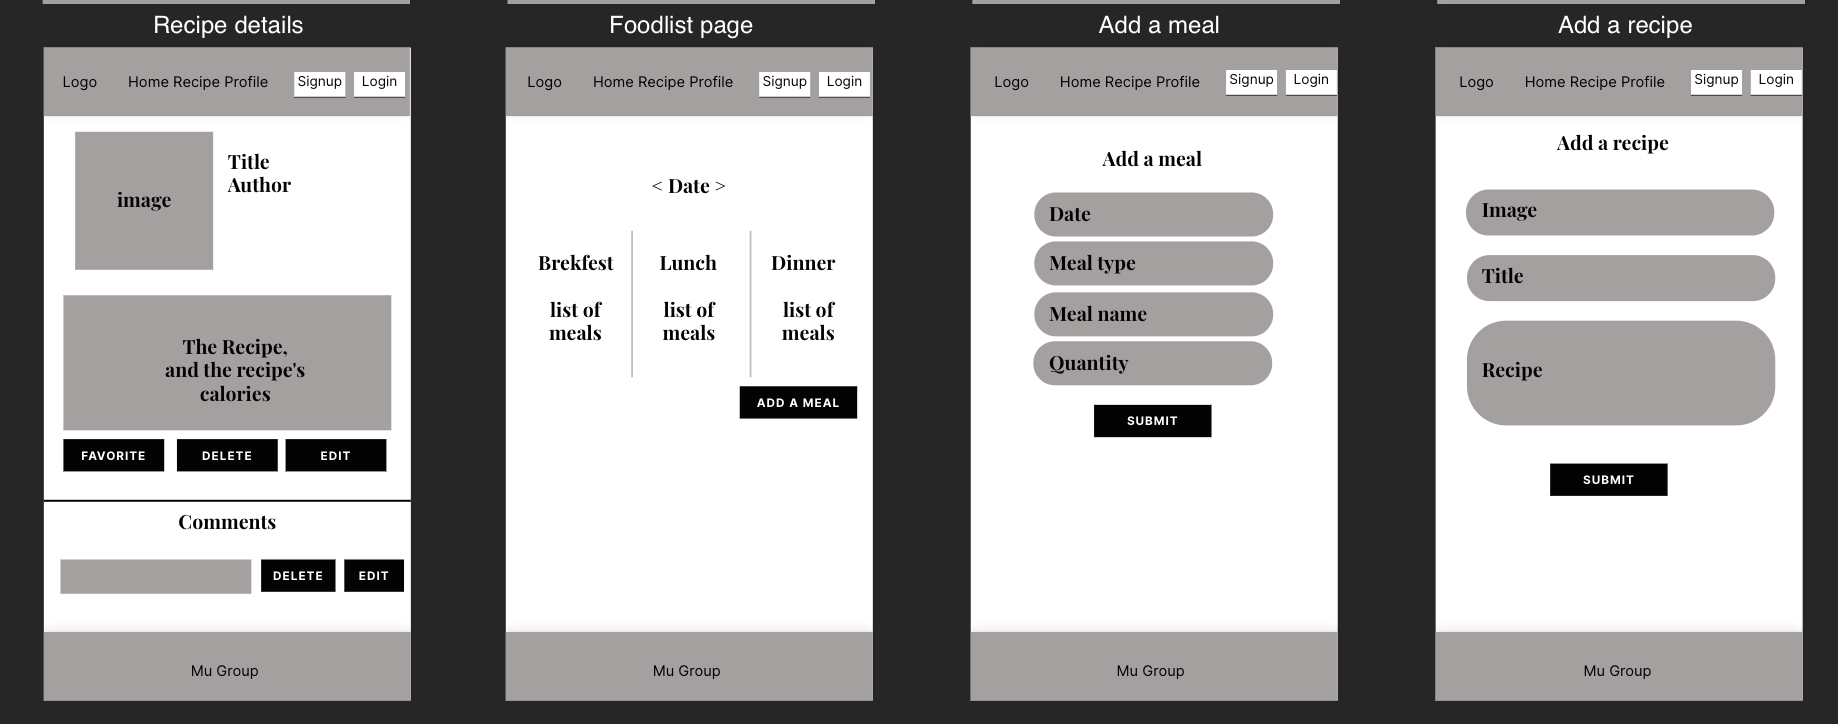 Recipe details
Logo Home Recipe Profile Signup Login
image
Title
Author
The Recipe,
and the recipe's
calories
FAVORITE DELETE EDIT
Comments
DELETE EDIT
Mu Group
Foodlist page
Logo Home Recipe Profile Signup Login
< Date >
Brekfest Lunch Dinner
list of list of list of
meals meals meals
ADD A MEAL
Mu Group
Add a meal
Logo Home Recipe Profile Signup Login
Add a meal
Date
Meal type
Meal name
Quantity
SUBMIT
Mu Group
Add a recipe
Logo Home Recipe Profile Signup Login
Add a recipe
Image
Title
Recipe
SUBMIT
Mu Group